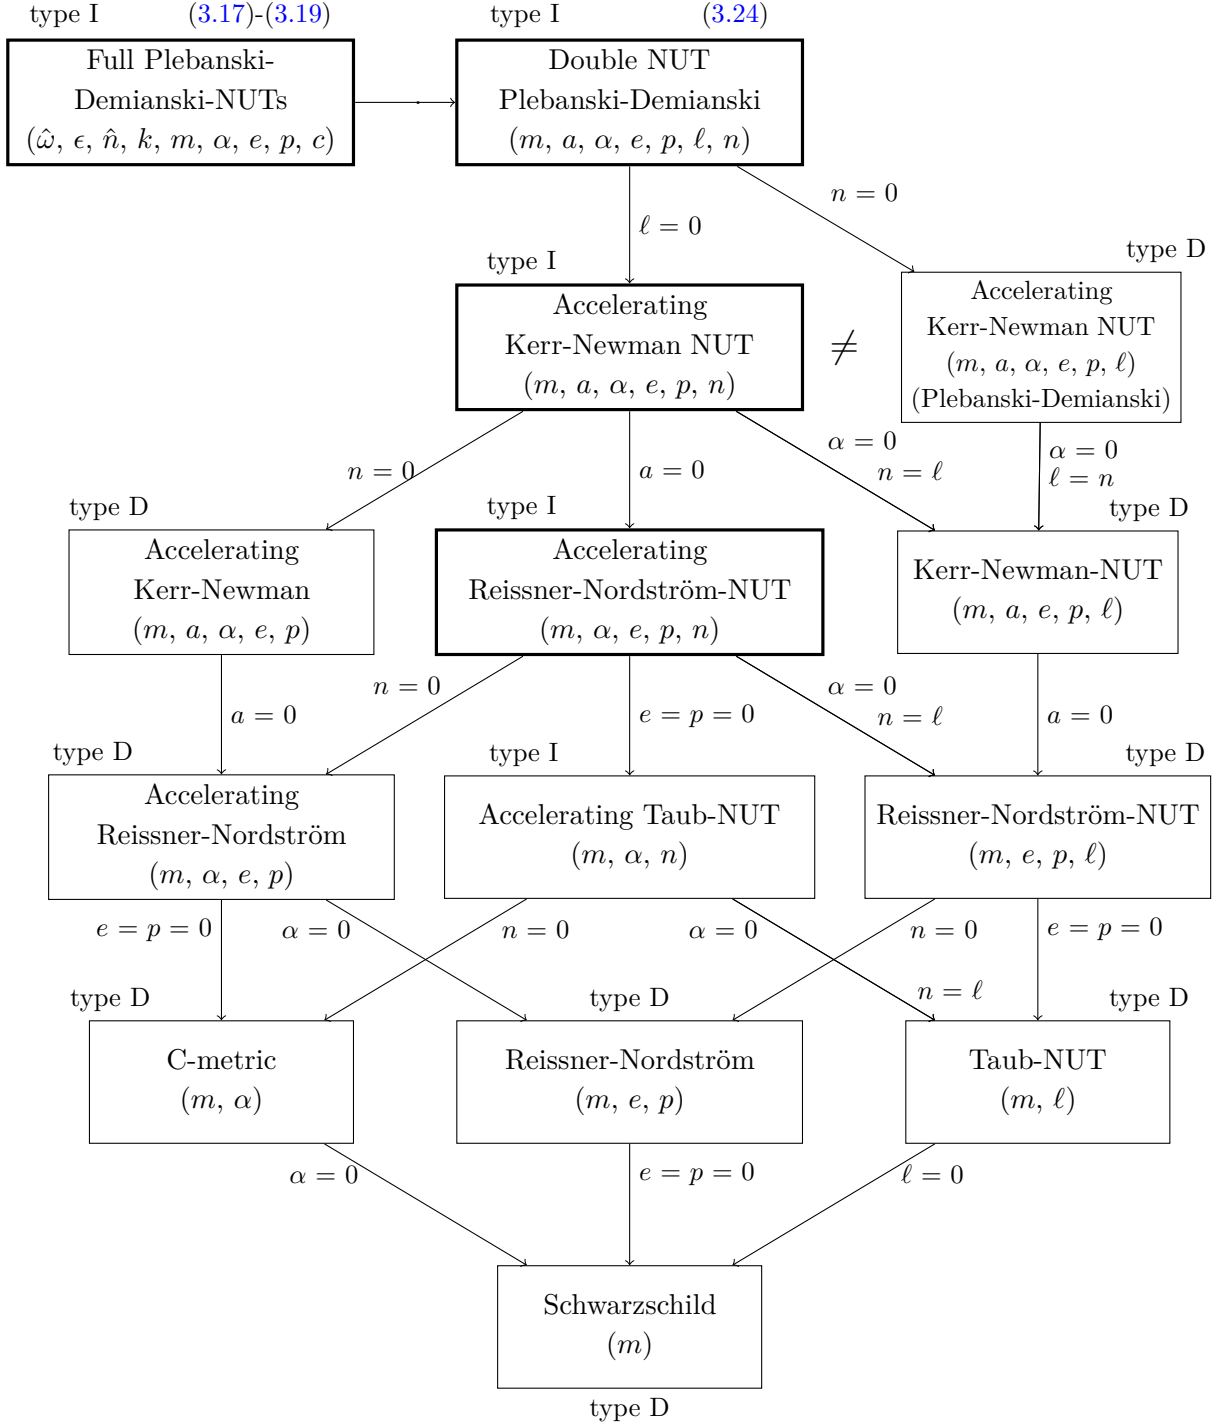 type I (3.17)-(3.19)
type I (3.24)
Full Plebanski-
Demianski-NUTs
(ω̂, ϵ, n̂, k, m, α, e, p, c)
Double NUT
Plebanski-Demianski
(m, a, α, e, p, ℓ, n)
n = 0
ℓ = 0
type I
type D
Accelerating
Kerr-Newman NUT
(m, a, α, e, p, n)
≠
Accelerating
Kerr-Newman NUT
(m, a, α, e, p, ℓ)
(Plebanski-Demianski)
n = 0
a = 0
α = 0
n = ℓ
α = 0
ℓ = n
type D
type I
type D
Accelerating
Kerr-Newman
(m, a, α, e, p)
Accelerating
Reissner-Nordström-NUT
(m, α, e, p, n)
Kerr-Newman-NUT
(m, a, e, p, ℓ)
a = 0
n = 0
e = p = 0
α = 0
n = ℓ
a = 0
type D
type I
type D
Accelerating
Reissner-Nordström
(m, α, e, p)
Accelerating Taub-NUT
(m, α, n)
Reissner-Nordström-NUT
(m, e, p, ℓ)
e = p = 0
α = 0
n = 0
α = 0
n = ℓ
n = 0
e = p = 0
type D
type D
type D
C-metric
(m, α)
Reissner-Nordström
(m, e, p)
Taub-NUT
(m, ℓ)
α = 0
e = p = 0
ℓ = 0
Schwarzschild
(m)
type D